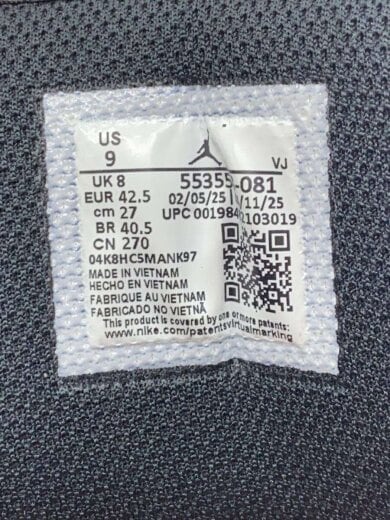 US
9
VJ
UK 8
EUR 42.5
cm 27
BR 40.5
CN 270
-081
02/05/25
/11/25
UPC
04K8HC5MANK97
MADE IN VIETNAM
HECHO EN VIETNAM
FABRIQUE AU VIETNAM
FABRICADO NO VIETNÃ
This product is covered by one or more patents:
www.nike.com/patentsvirtualmarking